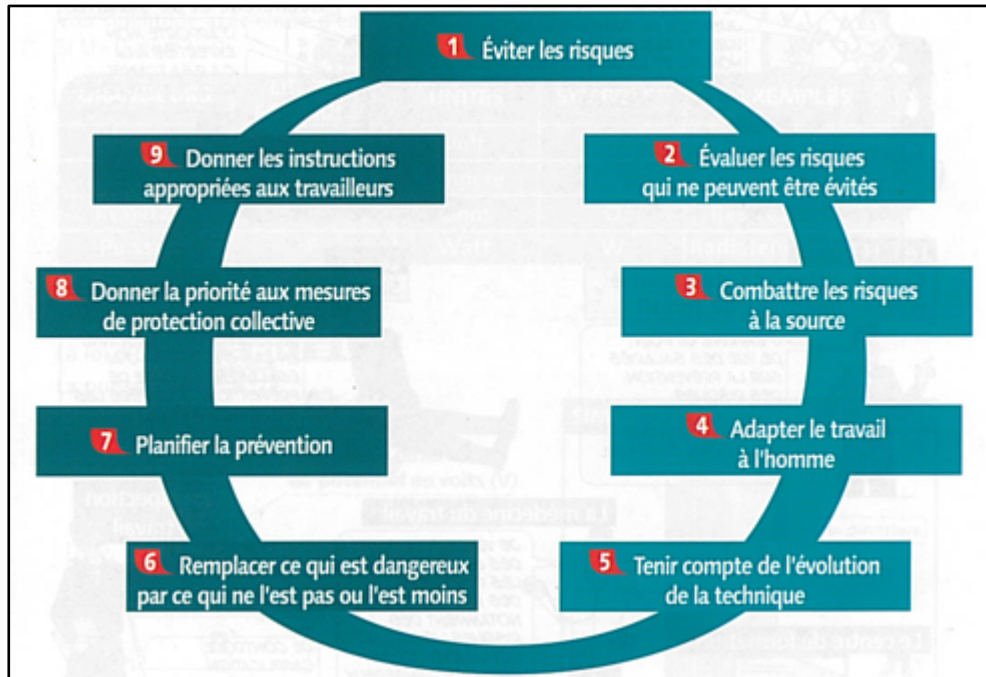 1 Éviter les risques
2 Évaluer les risques
qui ne peuvent être évités
3 Combattre les risques
à la source
4 Adapter le travail
à l'homme
5 Tenir compte de l'évolution
de la technique
6 Remplacer ce qui est dangereux
par ce qui ne l'est pas ou l'est moins
7 Planifier la prévention
8 Donner la priorité aux mesures
de protection collective
9 Donner les instructions
appropriées aux travailleurs